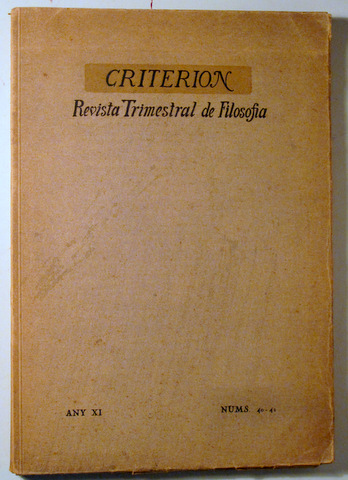 CRITERION
Revista Trimestral de Filosofia
ANY XI
NUMS. 40-41